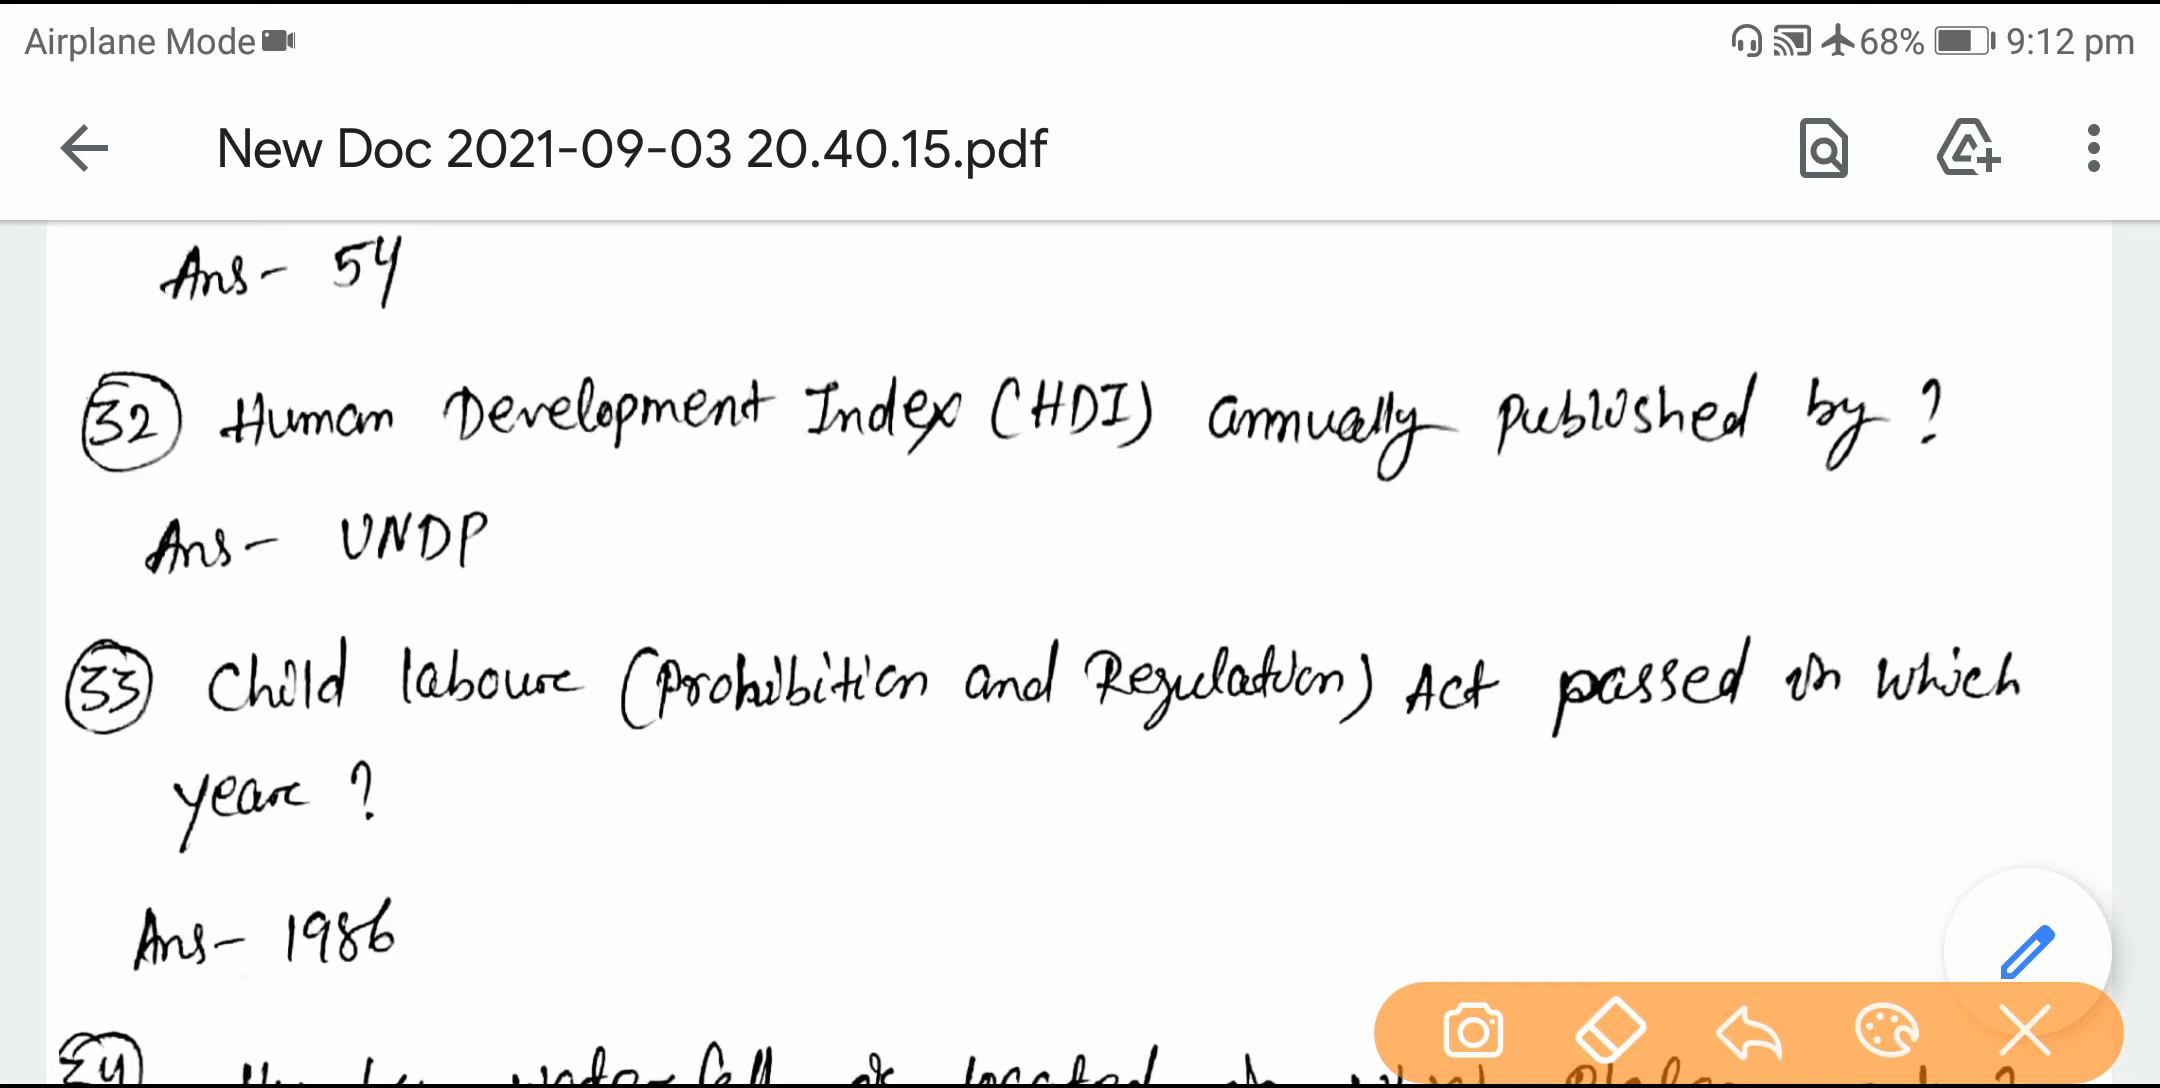 Airplane Mode 68% 9:12 pm
New Doc 2021-09-03 20.40.15.pdf
Ans- 54
32 Human Development Index (HDI) annually published by ?
Ans- UNDP
33 Child labour (Prohibition and Regulation) Act passed in which
year ?
Ans- 1986
34 located